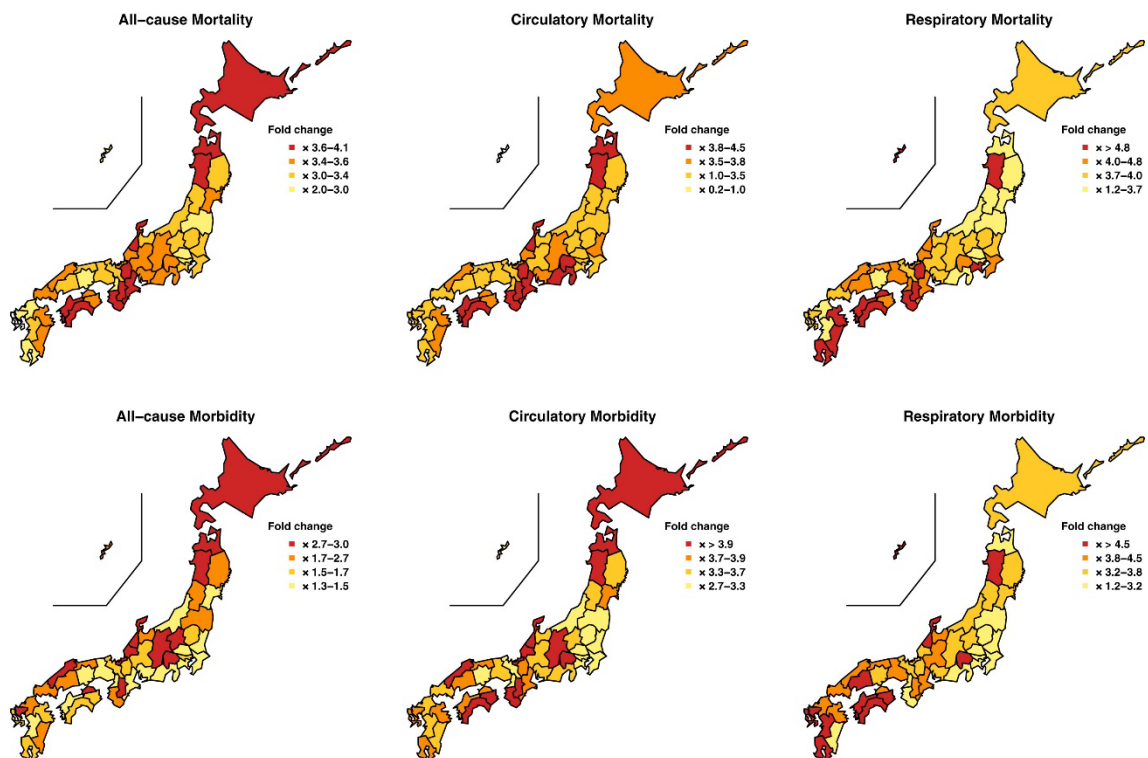 All−cause Mortality
Fold change
× 3.6−4.1
× 3.4−3.6
× 3.0−3.4
× 2.0−3.0
Circulatory Mortality
Fold change
× 3.8−4.5
× 3.5−3.8
× 1.0−3.5
× 0.2−1.0
Respiratory Mortality
Fold change
× > 4.8
× 4.0−4.8
× 3.7−4.0
× 1.2−3.7
All−cause Morbidity
Fold change
× 2.7−3.0
× 1.7−2.7
× 1.5−1.7
× 1.3−1.5
Circulatory Morbidity
Fold change
× > 3.9
× 3.7−3.9
× 3.3−3.7
× 2.7−3.3
Respiratory Morbidity
Fold change
× > 4.5
× 3.8−4.5
× 3.2−3.8
× 1.2−3.2